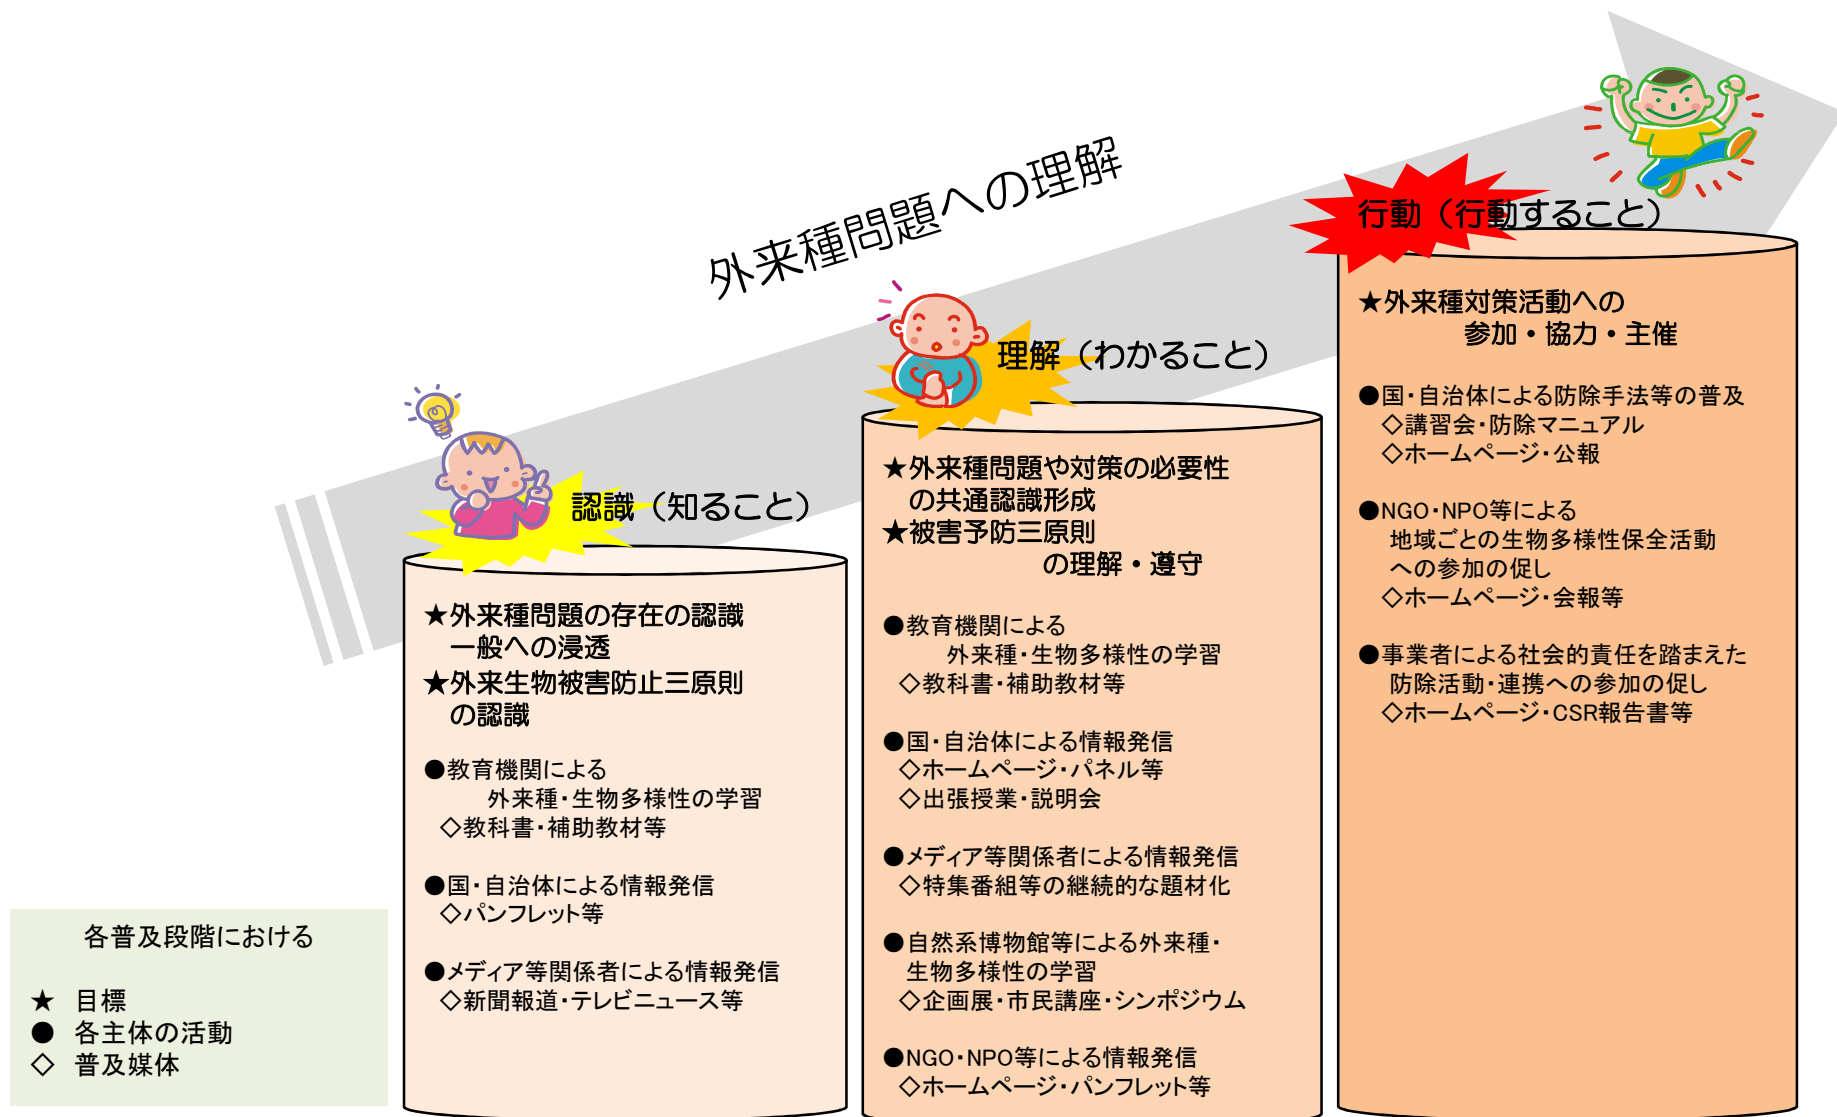 外来種問題への理解
認識（知ること）
★外来種問題の存在の認識
一般への浸透
★外来生物被害防止三原則
の認識
●教育機関による
外来種・生物多様性の学習
◇教科書・補助教材等
●国・自治体による情報発信
◇パンフレット等
●メディア等関係者による情報発信
◇新聞報道・テレビニュース等
理解（わかること）
★外来種問題や対策の必要性
の共通認識形成
★被害予防三原則
の理解・遵守
●教育機関による
外来種・生物多様性の学習
◇教科書・補助教材等
●国・自治体による情報発信
◇ホームページ・パネル等
◇出張授業・説明会
●メディア等関係者による情報発信
◇特集番組等の継続的な題材化
●自然系博物館等による外来種・
生物多様性の学習
◇企画展・市民講座・シンポジウム
●NGO・NPO等による情報発信
◇ホームページ・パンフレット等
行動（行動すること）
★外来種対策活動への
参加・協力・主催
●国・自治体による防除手法等の普及
◇講習会・防除マニュアル
◇ホームページ・公報
●NGO・NPO等による
地域ごとの生物多様性保全活動
への参加の促し
◇ホームページ・会報等
●事業者による社会的責任を踏まえた
防除活動・連携への参加の促し
◇ホームページ・CSR報告書等
各普及段階における
★ 目標
● 各主体の活動
◇ 普及媒体